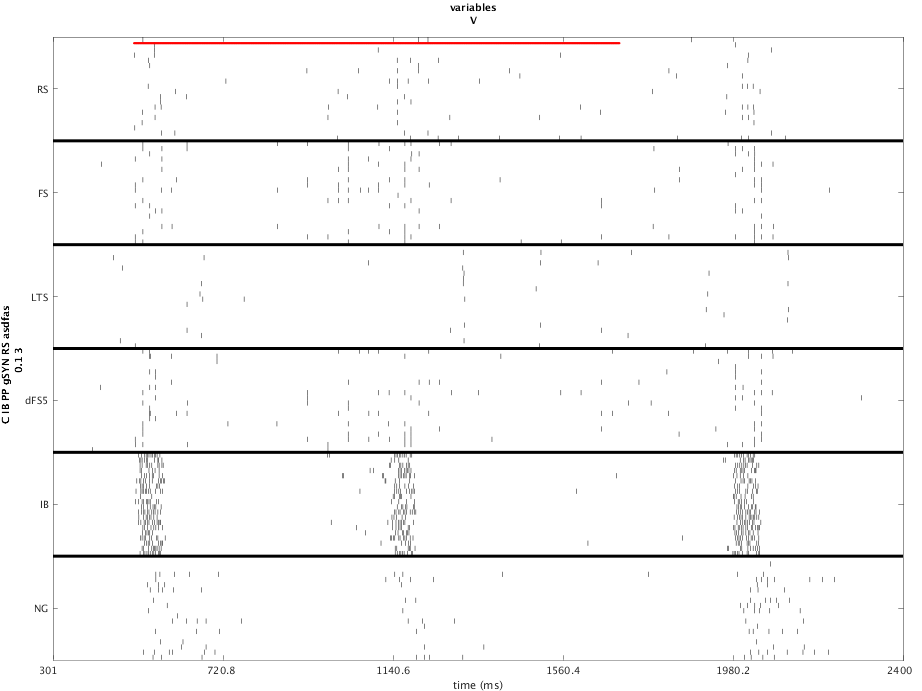 variables
V
RS
FS
LTS
dFS5
IB
NG
C IB PP gSYN RS asdfas
0.1 3
301
720.8
1140.6
1560.4
1980.2
2400
time (ms)